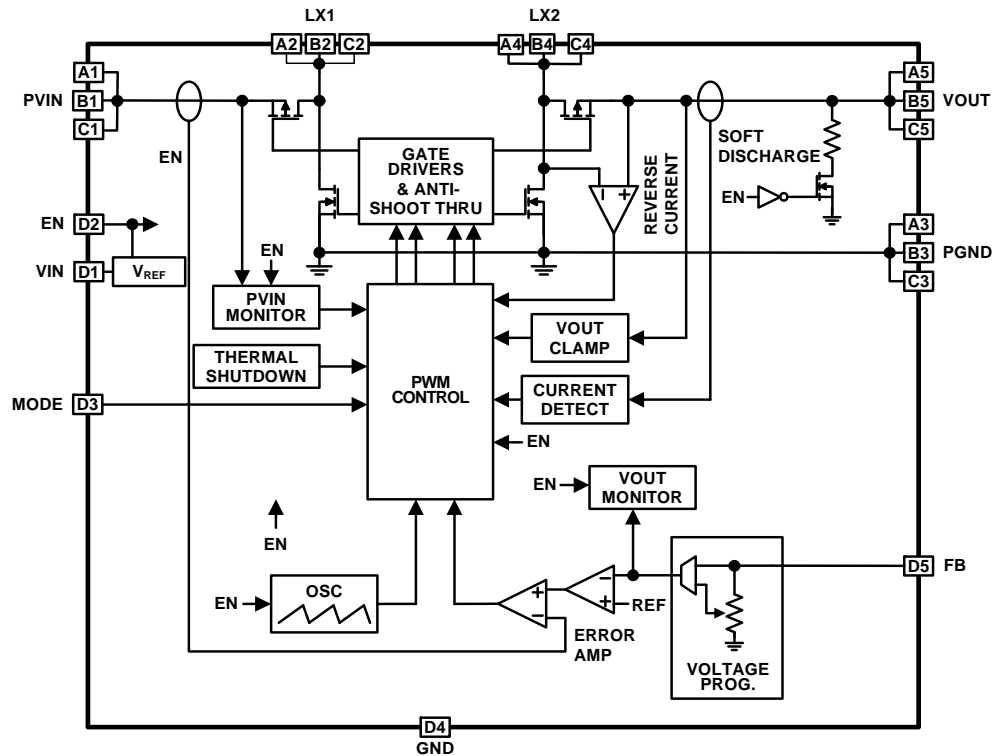 LX1
LX2
A2 B2 C2
A4 B4 C4
A1
B1
C1
PVIN
A5
B5
C5
VOUT
EN
GATE
DRIVERS
& ANTI-
SHOOT THRU
REVERSE
CURRENT
SOFT
DISCHARGE
EN
EN
D2
VIN
D1
VREF
EN
PVIN
MONITOR
A3
B3
C3
PGND
THERMAL
SHUTDOWN
MODE
D3
PWM
CONTROL
VOUT
CLAMP
CURRENT
DETECT
EN
EN
VOUT
MONITOR
EN
EN
OSC
+
−
−
+
REF
ERROR
AMP
− +
VOLTAGE
PROG.
D5
FB
D4
GND